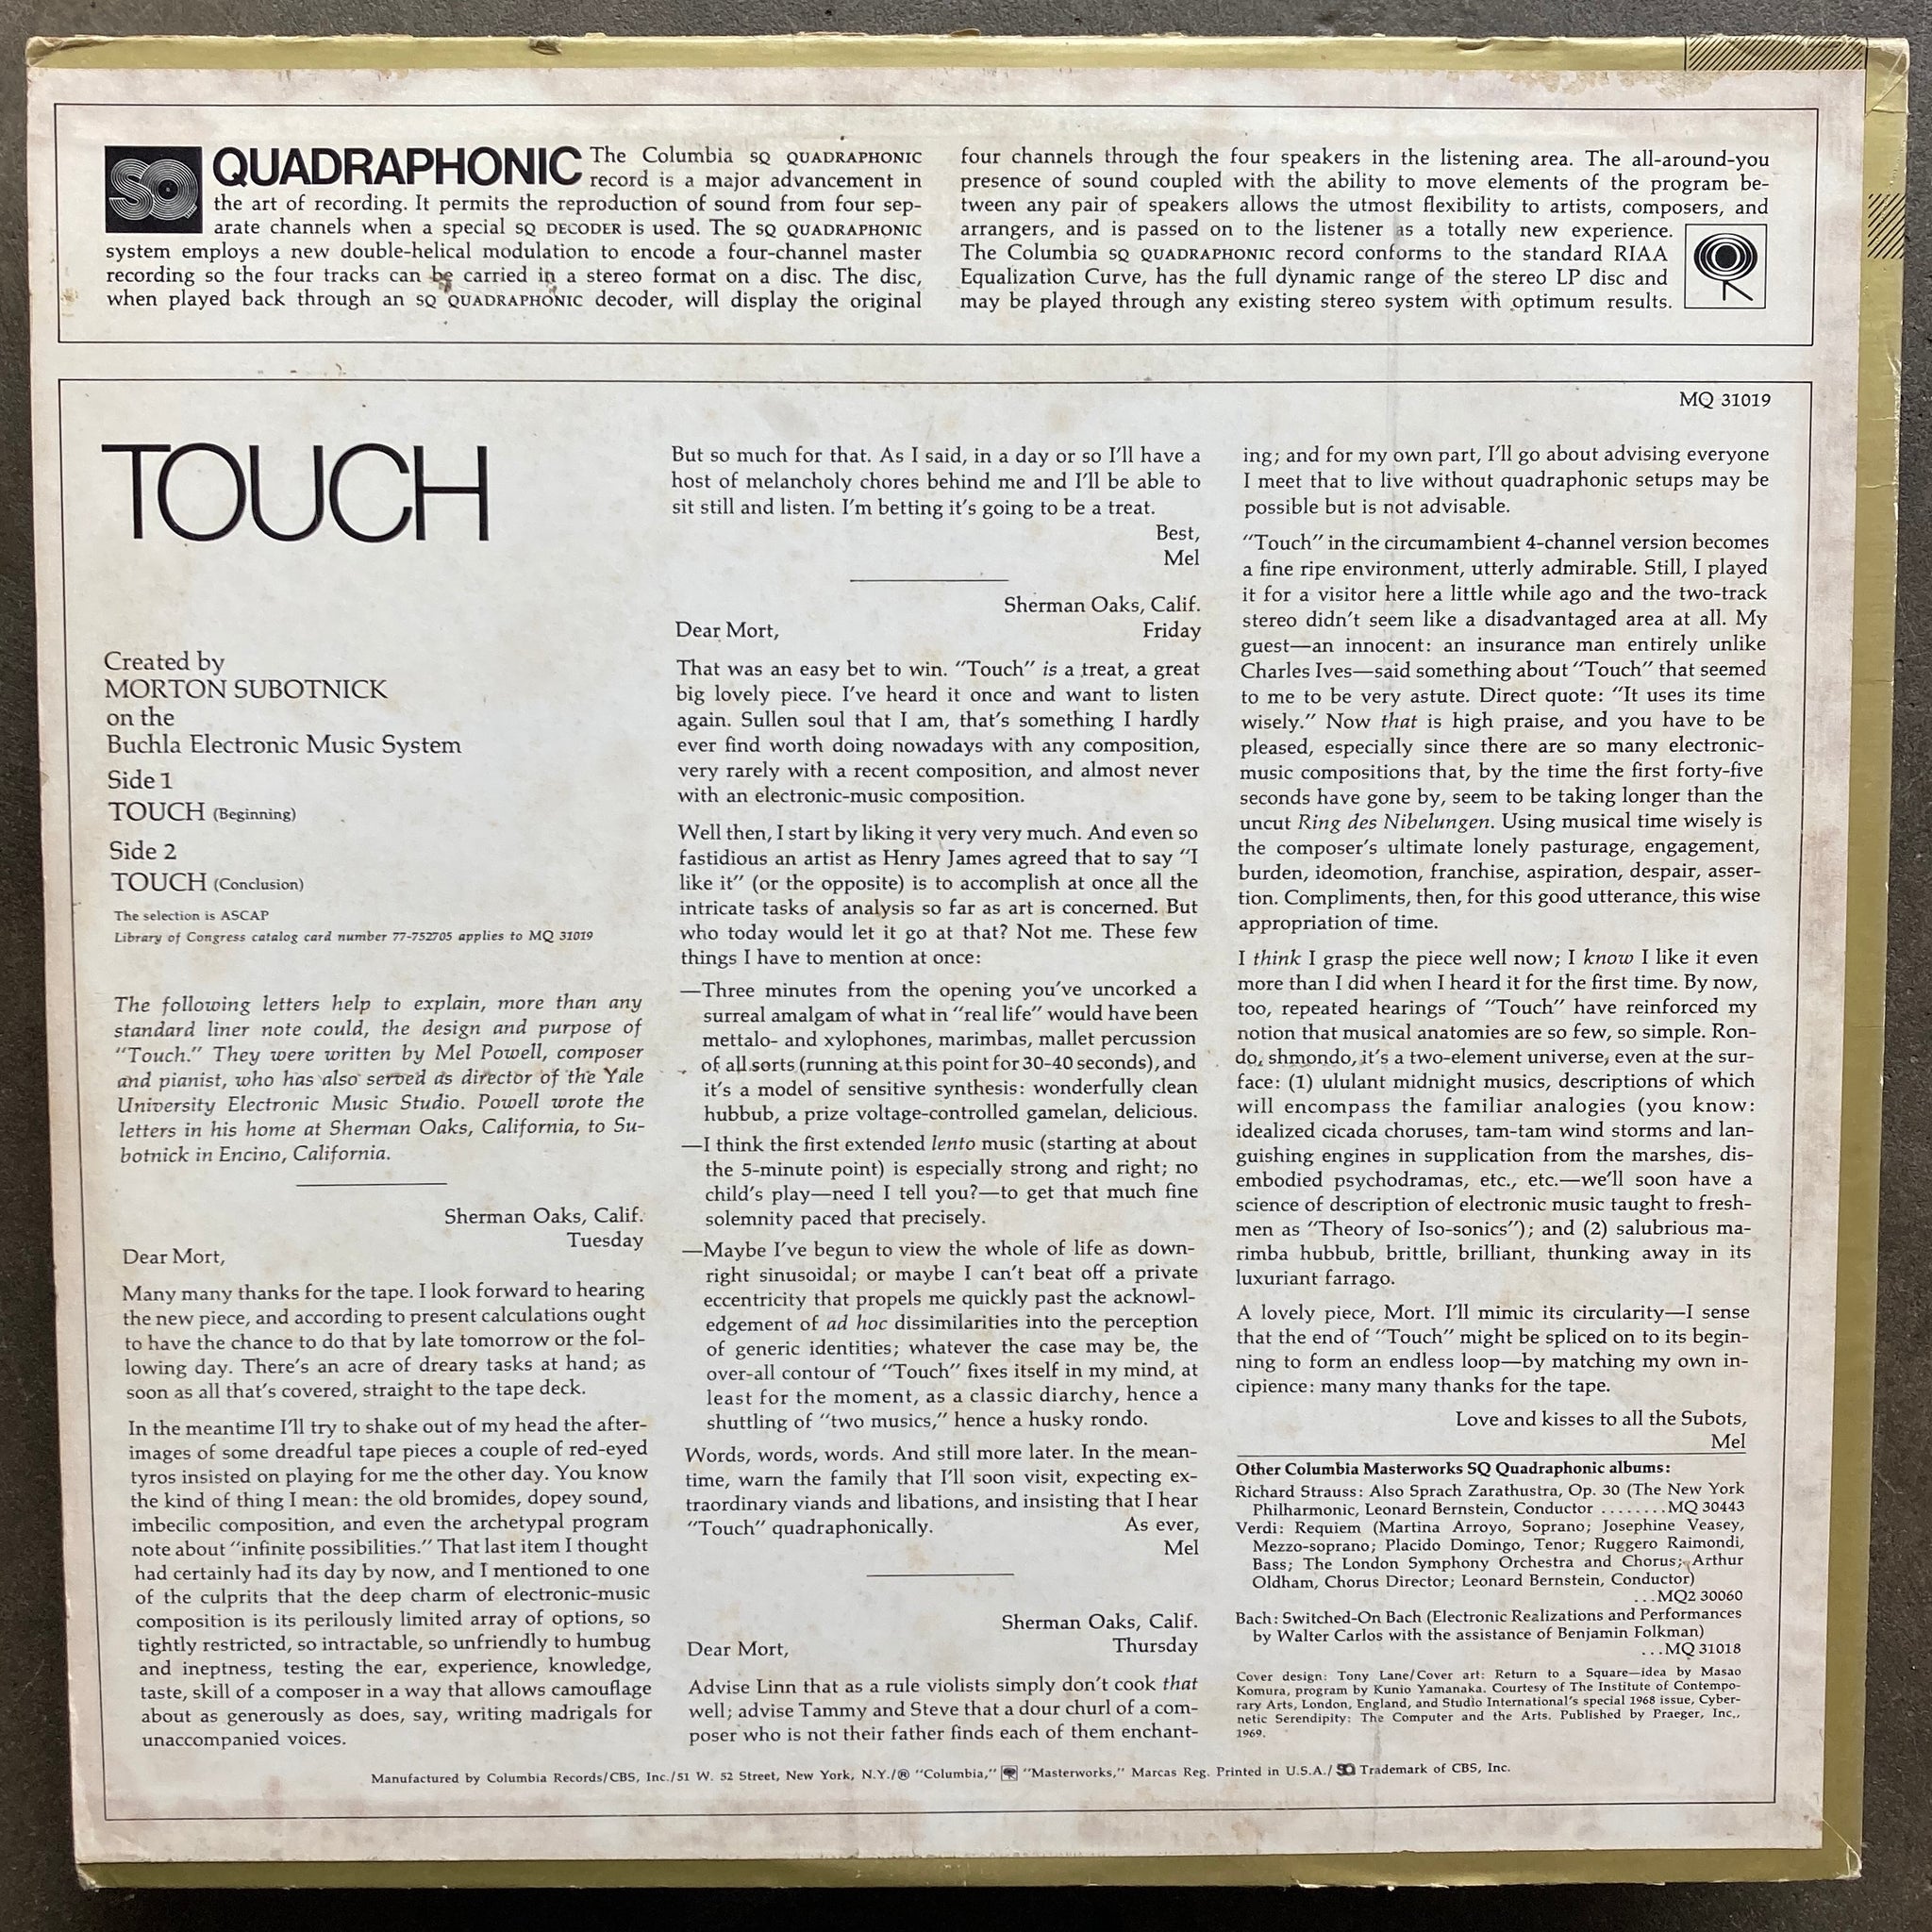 SQ QUADRAPHONIC The Columbia SQ QUADRAPHONIC
record is a major advancement in
the art of recording. It permits the reproduction of sound from four sep-
arate channels when a special SQ DECODER is used. The SQ QUADRAPHONIC
system employs a new double-helical modulation to encode a four-channel master
recording so the four tracks can be carried in a stereo format on a disc. The disc,
when played back through an SQ QUADRAPHONIC decoder, will display the original
four channels through the four speakers in the listening area. The all-around-you
presence of sound coupled with the ability to move elements of the program be-
tween any pair of speakers allows the utmost flexibility to artists, composers, and
arrangers, and is passed on to the listener as a totally new experience.
The Columbia SQ QUADRAPHONIC record conforms to the standard RIAA
Equalization Curve, has the full dynamic range of the stereo LP disc and
may be played through any existing stereo system with optimum results.
MQ 31019
TOUCH
Created by
MORTON SUBOTNICK
on the
Buchla Electronic Music System
Side 1
TOUCH (Beginning)
Side 2
TOUCH (Conclusion)
The selection is ASCAP
Library of Congress catalog card number 77-752705 applies to MQ 31019
The following letters help to explain, more than any
standard liner note could, the design and purpose of
"Touch." They were written by Mel Powell, composer
and pianist, who has also served as director of the Yale
University Electronic Music Studio. Powell wrote the
letters in his home at Sherman Oaks, California, to Su-
botnick in Encino, California.
Sherman Oaks, Calif.
Tuesday
Dear Mort,
Many many thanks for the tape. I look forward to hearing
the new piece, and according to present calculations ought
to have the chance to do that by late tomorrow or the fol-
lowing day. There's an acre of dreary tasks at hand; as
soon as all that's covered, straight to the tape deck.
In the meantime I'll try to shake out of my head the after-
images of some dreadful tape pieces a couple of red-eyed
tyros insisted on playing for me the other day. You know
the kind of thing I mean: the old bromides, dopey sound,
imbecilic composition, and even the archetypal program
note about "infinite possibilities." That last item I thought
had certainly had its day by now, and I mentioned to one
of the culprits that the deep charm of electronic-music
composition is its perilously limited array of options, so
tightly restricted, so intractable, so unfriendly to humbug
and ineptness, testing the ear, experience, knowledge,
taste, skill of a composer in a way that allows camouflage
about as generously as does, say, writing madrigals for
unaccompanied voices.
But so much for that. As I said, in a day or so I'll have a
host of melancholy chores behind me and I'll be able to
sit still and listen. I'm betting it's going to be a treat.
Best,
Mel
Sherman Oaks, Calif.
Dear Mort, Friday
That was an easy bet to win. "Touch" is a treat, a great
big lovely piece. I've heard it once and want to listen
again. Sullen soul that I am, that's something I hardly
ever find worth doing nowadays with any composition,
very rarely with a recent composition, and almost never
with an electronic-music composition.
Well then, I start by liking it very very much. And even so
fastidious an artist as Henry James agreed that to say "I
like it" (or the opposite) is to accomplish at once all the
intricate tasks of analysis so far as art is concerned. But
who today would let it go at that? Not me. These few
things I have to mention at once:
—Three minutes from the opening you've uncorked a
surreal amalgam of what in "real life" would have been
mettalo- and xylophones, marimbas, mallet percussion
of all sorts (running at this point for 30-40 seconds), and
it's a model of sensitive synthesis: wonderfully clean
hubbub, a prize voltage-controlled gamelan, delicious.
—I think the first extended lento music (starting at about
the 5-minute point) is especially strong and right; no
child's play—need I tell you?—to get that much fine
solemnity paced that precisely.
—Maybe I've begun to view the whole of life as down-
right sinusoidal; or maybe I can't beat off a private
eccentricity that propels me quickly past the acknowl-
edgement of ad hoc dissimilarities into the perception
of generic identities; whatever the case may be, the
over-all contour of "Touch" fixes itself in my mind, at
least for the moment, as a classic diarchy, hence a
shuttling of "two musics," hence a husky rondo.
Words, words, words. And still more later. In the mean-
time, warn the family that I'll soon visit, expecting ex-
traordinary viands and libations, and insisting that I hear
"Touch" quadraphonically. As ever,
Mel
Sherman Oaks, Calif.
Dear Mort, Thursday
Advise Linn that as a rule violists simply don't cook that
well; advise Tammy and Steve that a dour churl of a com-
poser who is not their father finds each of them enchant-
ing; and for my own part, I'll go about advising everyone
I meet that to live without quadraphonic setups may be
possible but is not advisable.
"Touch" in the circumambient 4-channel version becomes
a fine ripe environment, utterly admirable. Still, I played
it for a visitor here a little while ago and the two-track
stereo didn't seem like a disadvantaged area at all. My
guest—an innocent: an insurance man entirely unlike
Charles Ives—said something about "Touch" that seemed
to me to be very astute. Direct quote: "It uses its time
wisely." Now that is high praise, and you have to be
pleased, especially since there are so many electronic-
music compositions that, by the time the first forty-five
seconds have gone by, seem to be taking longer than the
uncut Ring des Nibelungen. Using musical time wisely is
the composer's ultimate lonely pasturage, engagement,
burden, ideomotion, franchise, aspiration, despair, asser-
tion. Compliments, then, for this good utterance, this wise
appropriation of time.
I think I grasp the piece well now; I know I like it even
more than I did when I heard it for the first time. By now,
too, repeated hearings of "Touch" have reinforced my
notion that musical anatomies are so few, so simple. Ron-
do, shmondo, it's a two-element universe, even at the sur-
face: (1) ululant midnight musics, descriptions of which
will encompass the familiar analogies (you know:
idealized cicada choruses, tam-tam wind storms and lan-
guishing engines in supplication from the marshes, dis-
embodied psychodramas, etc., etc.—we'll soon have a
science of description of electronic music taught to fresh-
men as "Theory of Iso-sonics"); and (2) salubrious ma-
rimba hubbub, brittle, brilliant, thunking away in its
luxuriant farrago.
A lovely piece, Mort. I'll mimic its circularity—I sense
that the end of "Touch" might be spliced on to its begin-
ning to form an endless loop—by matching my own in-
cipience: many many thanks for the tape.
Love and kisses to all the Subots,
Mel
Other Columbia Masterworks SQ Quadraphonic albums:
Richard Strauss: Also Sprach Zarathustra, Op. 30 (The New York
Philharmonic, Leonard Bernstein, Conductor ........MQ 30443
Verdi: Requiem (Martina Arroyo, Soprano; Josephine Veasey,
Mezzo-soprano; Placido Domingo, Tenor; Ruggero Raimondi,
Bass; The London Symphony Orchestra and Chorus; Arthur
Oldham, Chorus Director; Leonard Bernstein, Conductor)
...MQ2 30060
Bach: Switched-On Bach (Electronic Realizations and Performances
by Walter Carlos with the assistance of Benjamin Folkman)
...MQ 31018
Cover design: Tony Lane/Cover art: Return to a Square—idea by Masao
Komura, program by Kunio Yamanaka. Courtesy of The Institute of Contempo-
rary Arts, London, England, and Studio International's special 1968 issue, Cyber-
netic Serendipity: The Computer and the Arts. Published by Praeger, Inc.,
1969.
Manufactured by Columbia Records/CBS, Inc./51 W. 52 Street, New York, N.Y./® "Columbia," "Masterworks," Marcas Reg. Printed in U.S.A./ SQ Trademark of CBS, Inc.